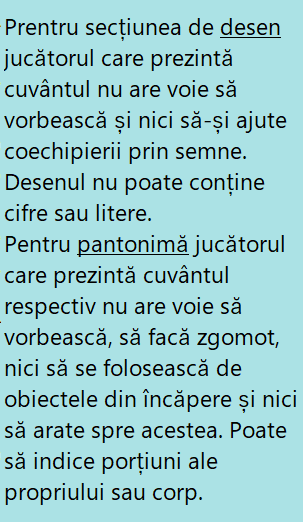 Prentru secțiunea de desen
jucătorul care prezintă
cuvântul nu are voie să
vorbească și nici să-și ajute
coechipierii prin semne.
Desenul nu poate conține
cifre sau litere.
Pentru pantonimă jucătorul
care prezintă cuvântul
respectiv nu are voie să
vorbească, să facă zgomot,
nici să se folosească de
obiectele din încăpere și nici
să arate spre acestea. Poate
să indice porțiuni ale
propriului sau corp.